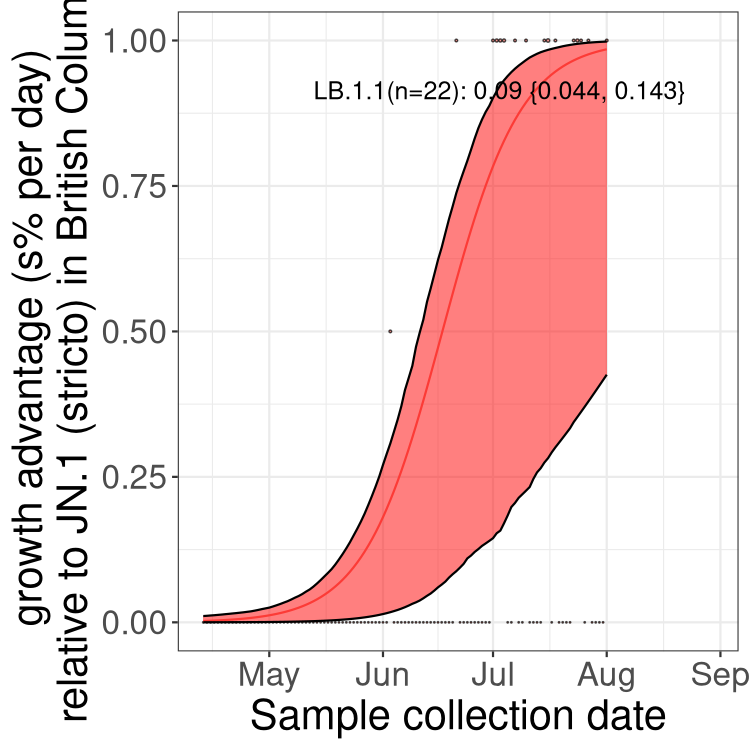 growth advantage (s% per day)
relative to JN.1 (stricto) in British Colum
1.00
0.75
0.50
0.25
0.00
LB.1.1(n=22): 0.09 {0.044, 0.143}
May Jun Jul Aug Sep
Sample collection date